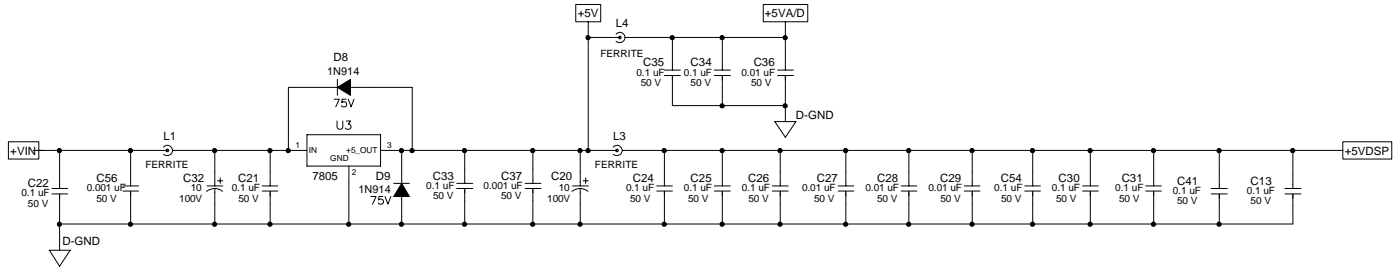 +5V
L4
+5VA/D
FERRITE
C35
0.1 uF
50 V
C34
0.1 uF
50 V
C36
0.01 uF
50 V
D-GND
D8
1N914
75V
U3
+VIN
L1
FERRITE
1
IN
+5_OUT
GND
3
2
7805
L3
FERRITE
+5VDSP
C22
0.1 uF
50 V
C56
0.001 uF
50 V
C32
10
100V
+
C21
0.1 uF
50 V
D9
1N914
75V
C33
0.1 uF
50 V
C37
0.001 uF
50 V
C20
10
100V
+
C24
0.1 uF
50 V
C25
0.1 uF
50 V
C26
0.1 uF
50 V
C27
0.01 uF
50 V
C28
0.01 uF
50 V
C29
0.01 uF
50 V
C54
0.1 uF
50 V
C30
0.1 uF
50 V
C31
0.1 uF
50 V
C41
0.1 uF
50 V
C13
0.1 uF
50 V
D-GND